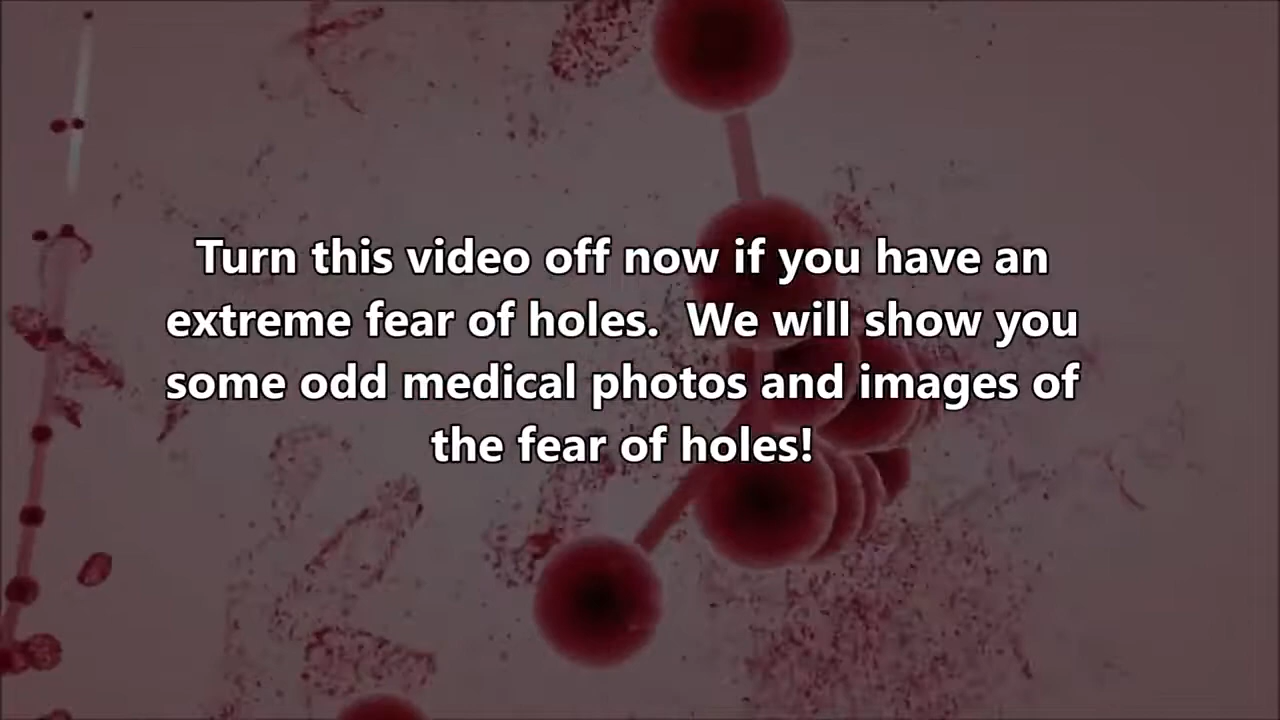 Turn this video off now if you have an
extreme fear of holes.  We will show you
some odd medical photos and images of
the fear of holes!